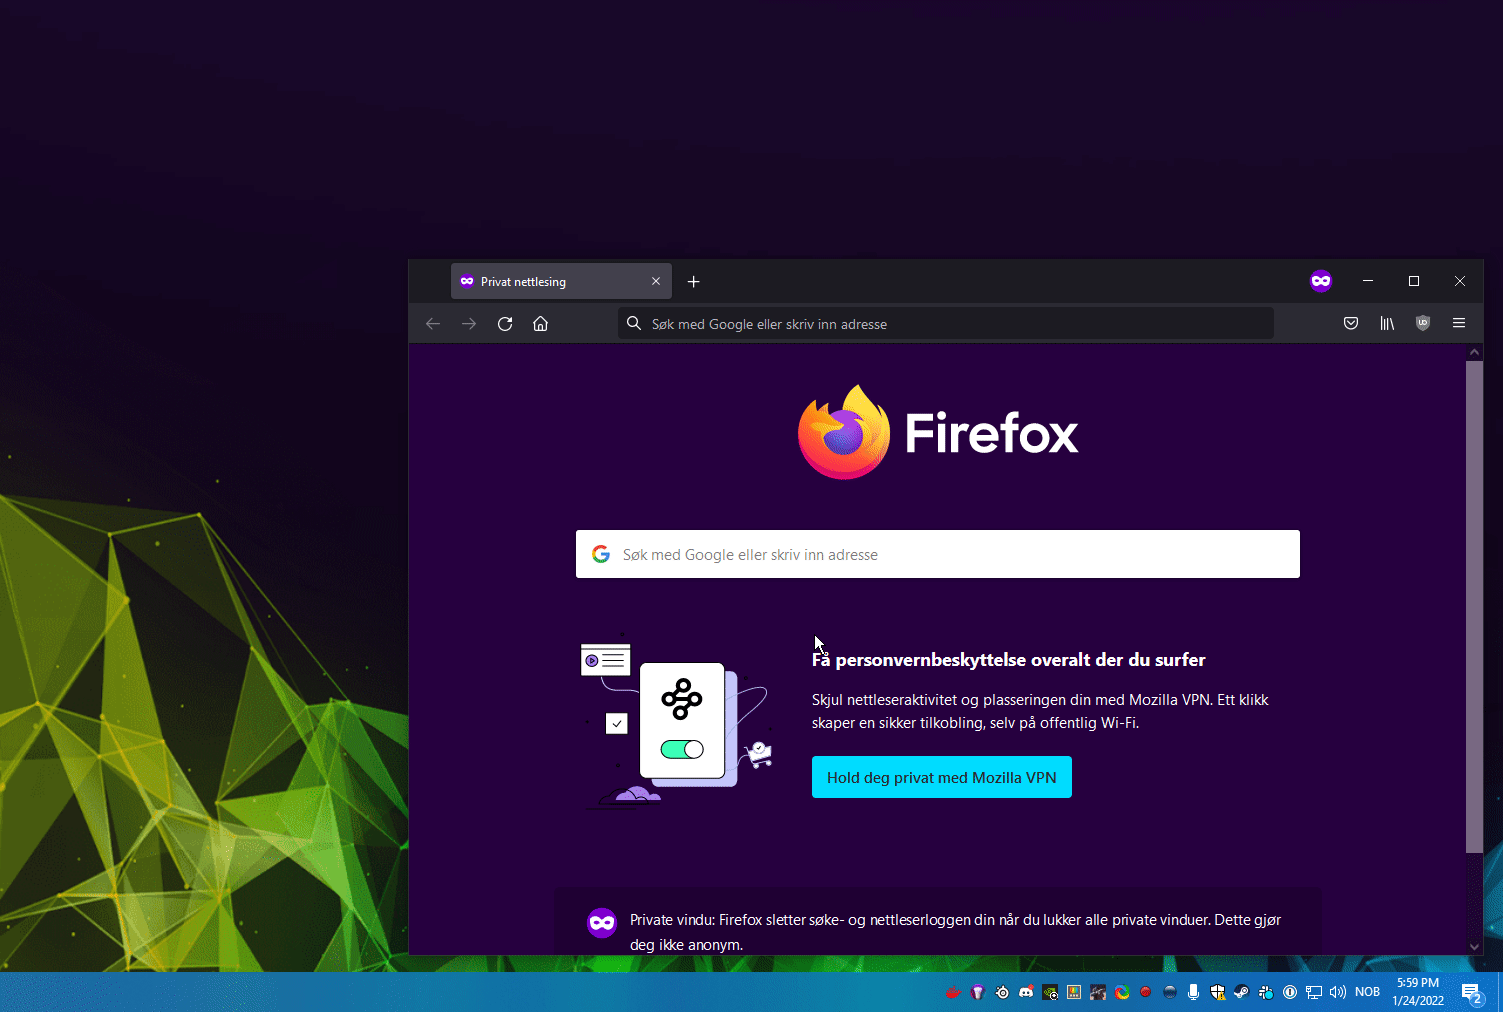 Privat nettlesing
Søk med Google eller skriv inn adresse
Firefox
Søk med Google eller skriv inn adresse
Få personvernbeskyttelse overalt der du surfer
Skjul nettleseraktivitet og plasseringen din med Mozilla VPN. Ett klikk
skaper en sikker tilkobling, selv på offentlig Wi-Fi.
Hold deg privat med Mozilla VPN
Private vindu: Firefox sletter søke- og nettleserloggen din når du lukker alle private vinduer. Dette gjør
deg ikke anonym.
NOB
5:59 PM
1/24/2022
2